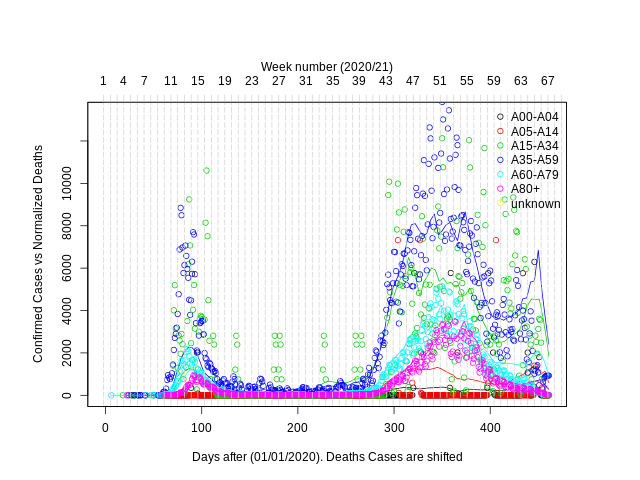 Week number (2020/21)
1 4 7 11 15 19 23 27 31 35 39 43 47 51 55 59 63 67
A00-A04
A05-A14
A15-A34
A35-A59
A60-A79
A80+
unknown
Confirmed Cases vs Normalized Deaths
0 2000 4000 6000 8000 10000
0 100 200 300 400
Days after (01/01/2020). Deaths Cases are shifted